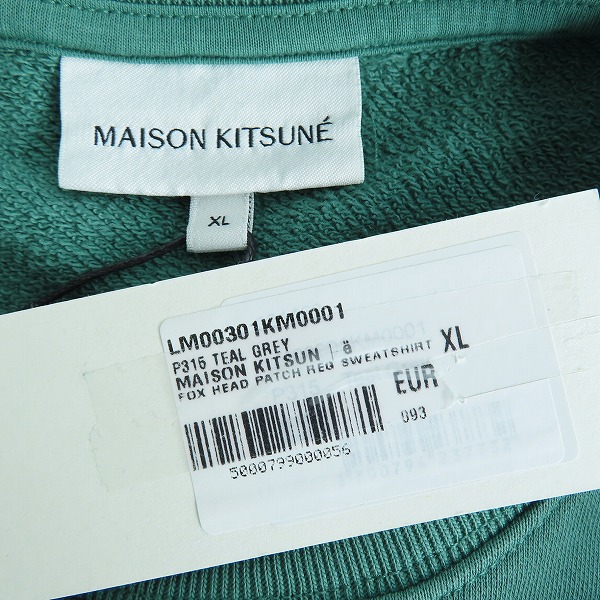 MAISON KITSUNÉ
XL
LM00301KM0001
P315 TEAL GREY
MAISON KITSUN | ë XL
FOX HEAD PATCH REG SWEATSHIRT
EUR
093
5000799000056